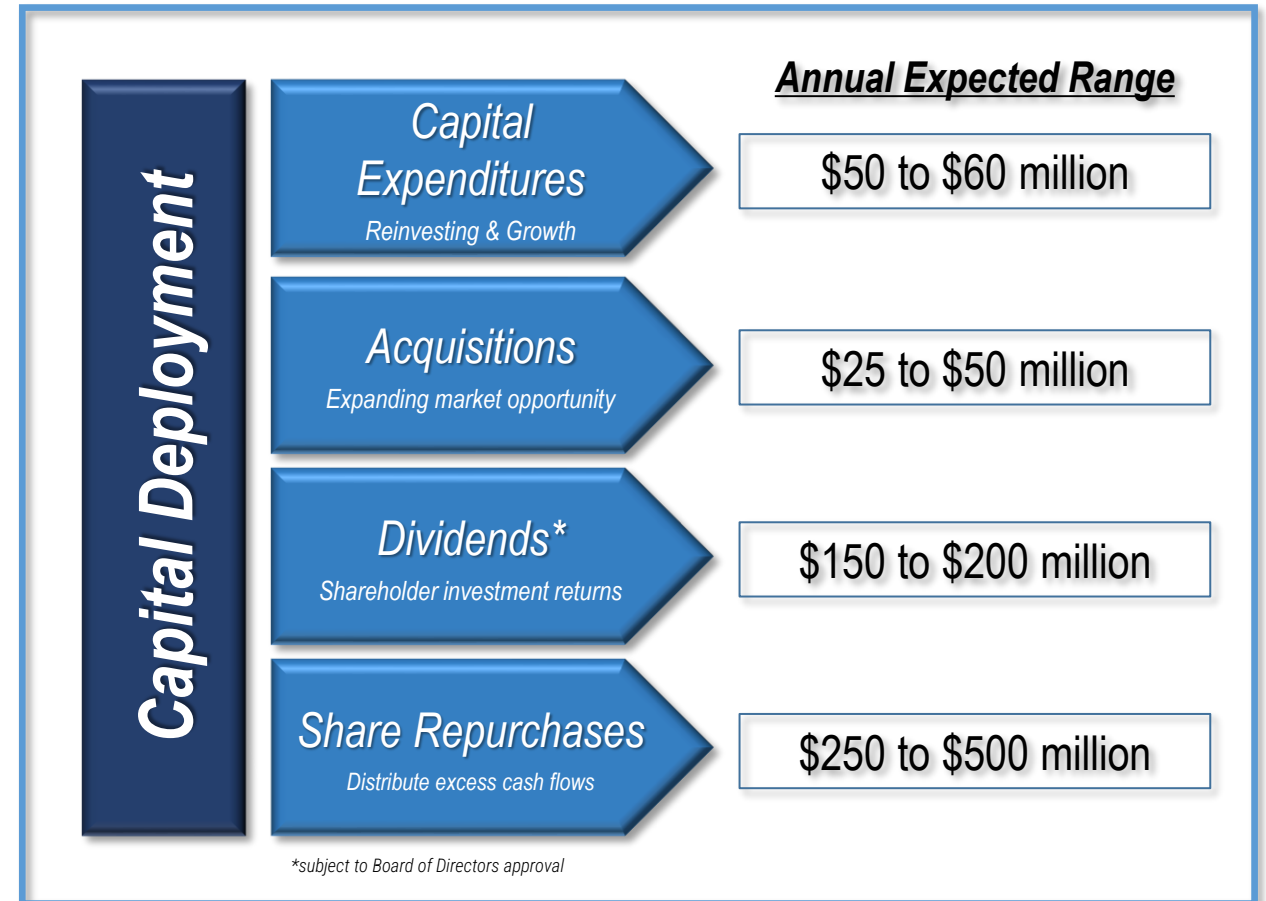 Capital Deployment
Annual Expected Range
Capital
Expenditures
Reinvesting & Growth
$50 to $60 million
Acquisitions
Expanding market opportunity
$25 to $50 million
Dividends*
Shareholder investment returns
$150 to $200 million
Share Repurchases
Distribute excess cash flows
$250 to $500 million
*subject to Board of Directors approval